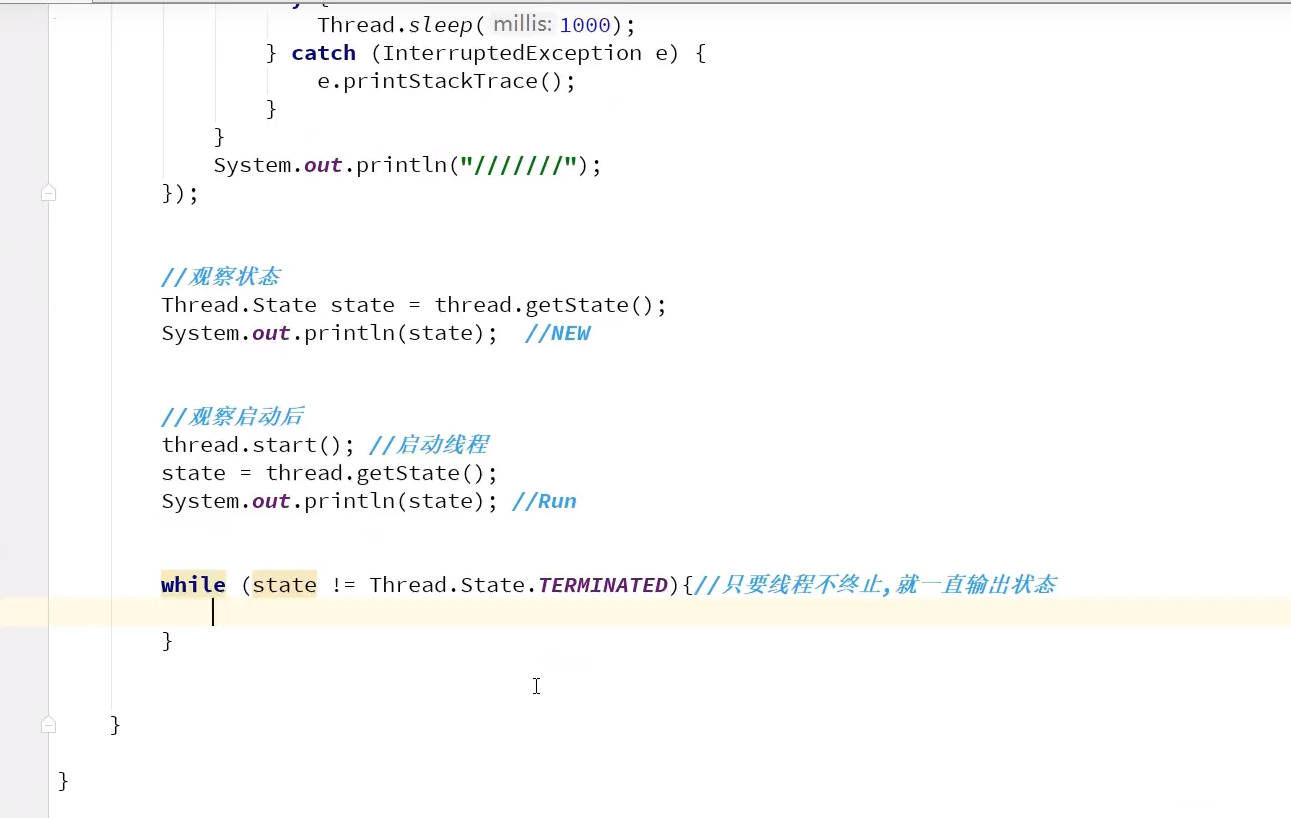 Thread.sleep( millis: 1000);
} catch (InterruptedException e) {
e.printStackTrace();
}
}
System.out.println("///////");
});
//观察状态
Thread.State state = thread.getState();
System.out.println(state); //NEW
//观察启动后
thread.start(); //启动线程
state = thread.getState();
System.out.println(state); //Run
while (state != Thread.State.TERMINATED){//只要线程不终止,就一直输出状态
}
}
}